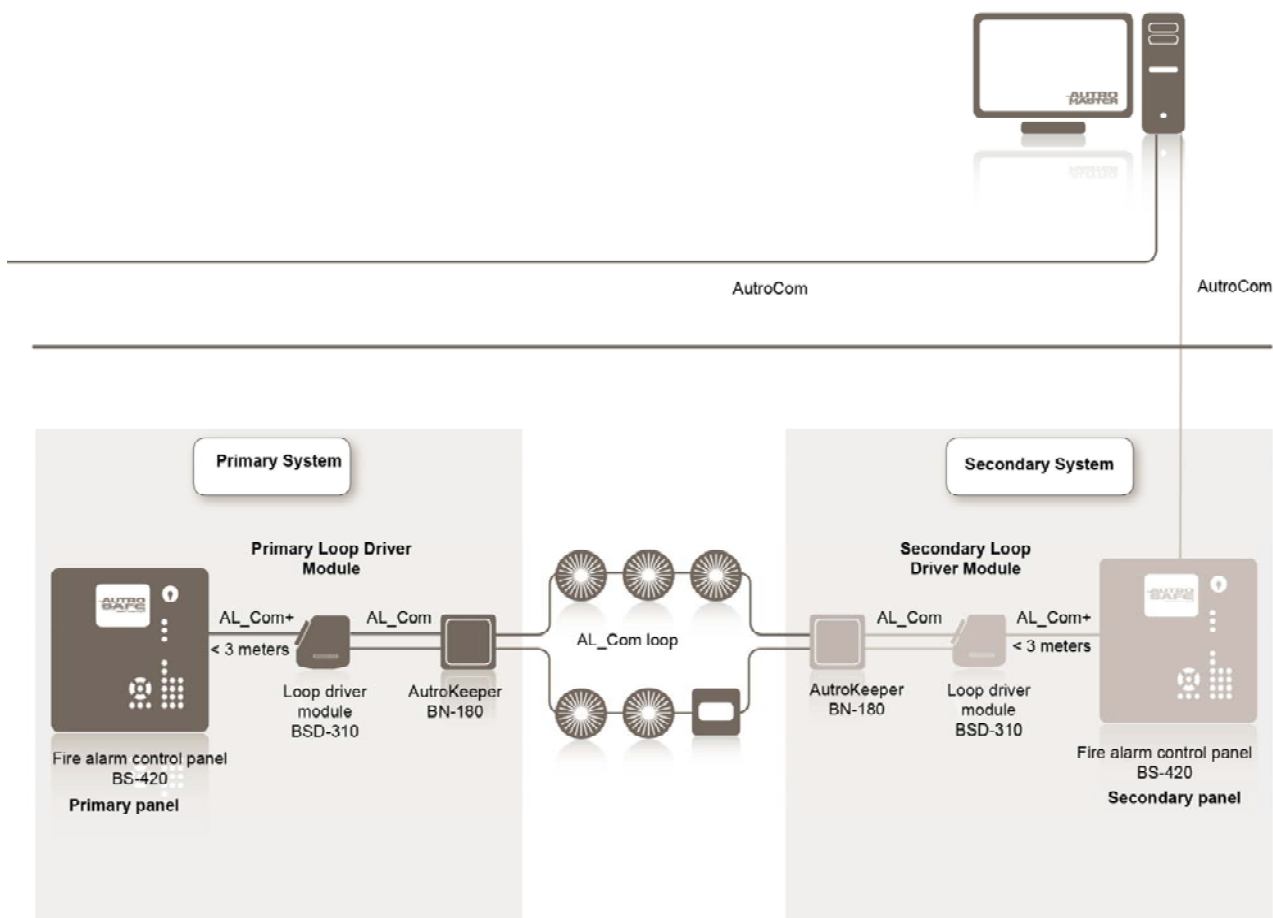 AUTRO
MASTER
AutroCom
AutroCom
Primary System
Secondary System
Primary Loop Driver
Module
Secondary Loop
Driver Module
AUTRO
SAFE
AL_Com+
< 3 meters
AL_Com
AL_Com loop
AL_Com
AL_Com+
< 3 meters
AUTRO
SAFE
Loop driver
module
BSD-310
AutroKeeper
BN-180
AutroKeeper
BN-180
Loop driver
module
BSD-310
Fire alarm control panel
BS-420
Primary panel
Fire alarm control panel
BS-420
Secondary panel